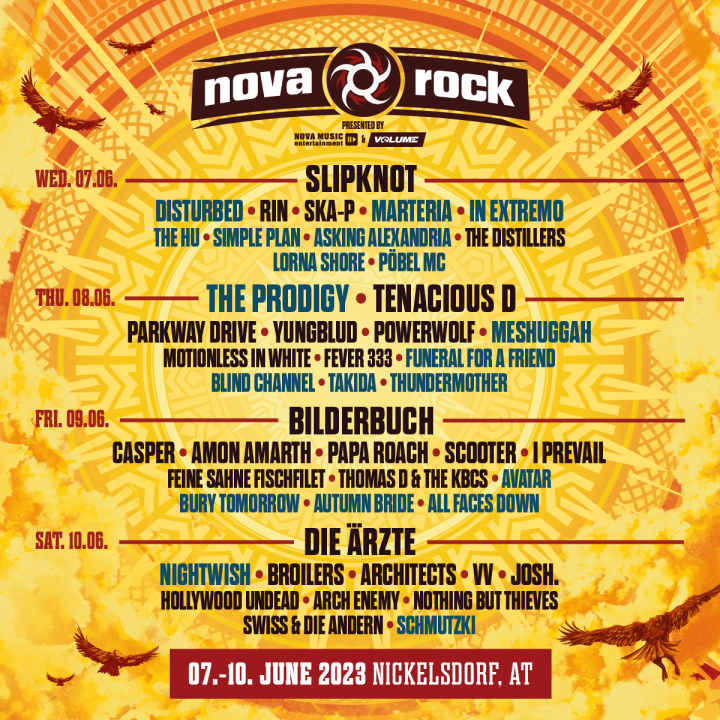 nova rock
PRESENTED BY
NOVA MUSIC entertainment & VOLUME
WED. 07.06.
SLIPKNOT
DISTURBED • RIN • SKA-P • MARTERIA • IN EXTREMO
THE HU • SIMPLE PLAN • ASKING ALEXANDRIA • THE DISTILLERS
LORNA SHORE • PÖBEL MC
THU. 08.06.
THE PRODIGY • TENACIOUS D
PARKWAY DRIVE • YUNGBLUD • POWERWOLF • MESHUGGAH
MOTIONLESS IN WHITE • FEVER 333 • FUNERAL FOR A FRIEND
BLIND CHANNEL • TAKIDA • THUNDERMOTHER
FRI. 09.06.
BILDERBUCH
CASPER • AMON AMARTH • PAPA ROACH • SCOOTER • I PREVAIL
FEINE SAHNE FISCHFILET • THOMAS D & THE KBCS • AVATAR
BURY TOMORROW • AUTUMN BRIDE • ALL FACES DOWN
SAT. 10.06.
DIE ÄRZTE
NIGHTWISH • BROILERS • ARCHITECTS • VV • JOSH.
HOLLYWOOD UNDEAD • ARCH ENEMY • NOTHING BUT THIEVES
SWISS & DIE ANDERN • SCHMUTZKI
07.-10. JUNE 2023 NICKELSDORF, AT